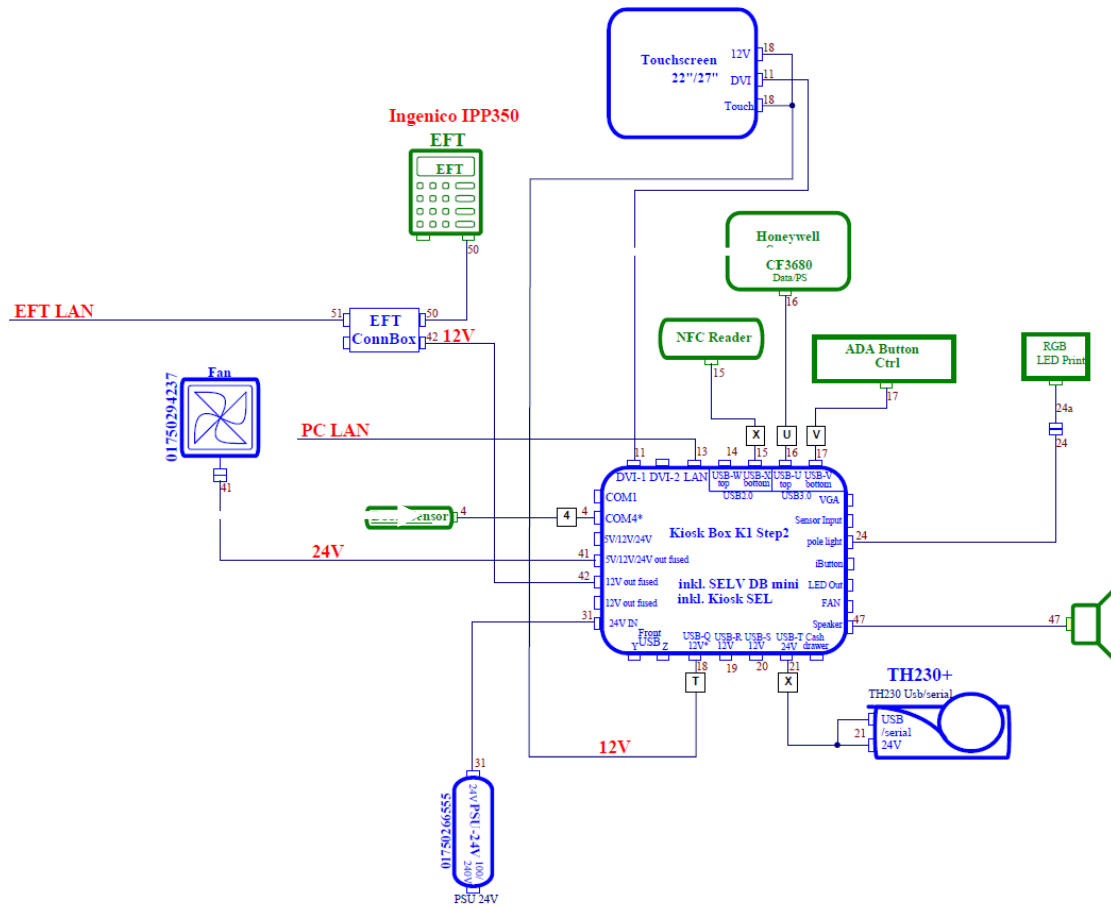 Touchscreen
22"/27"
12V
18
DVI
11
Touch
18
Ingenico IPP350
EFT
EFT
50
Honeywell
CF3680
Data/PS
16
EFT LAN
51
EFT
ConnBox
50
42
12V
NFC Reader
15
ADA Button
Ctrl
17
RGB
LED Print
24a
24
Fan
01750294237
41
PC LAN
X
U
V
11
13
14
15
16
17
DVI-1
DVI-2
LAN
USB-W
top
USB-X
bottom
USB-U
top
USB-V
bottom
USB2.0
USB3.0
COM1
VGA
4
4
4
COM4*
Sensor Input
5V/12V/24V
Kiosk Box K1 Step2
pole light
24
24V
41
5V/12V/24V out fused
iButton
42
12V out fused
inkl. SELV DB mini
inkl. Kiosk SEL
LED Out
12V out fused
FAN
31
24V IN
Speaker
47
47
Front
USB
Y
Z
USB-Q
12V*
USB-R
12V
USB-S
12V
USB-T
24V
Cash
drawer
18
19
20
21
T
X
TH230+
TH230 Usb/serial
USB
/serial
24V
21
12V
31
01750266555
24V
PSU-24V
100/
240V
PSU 24V